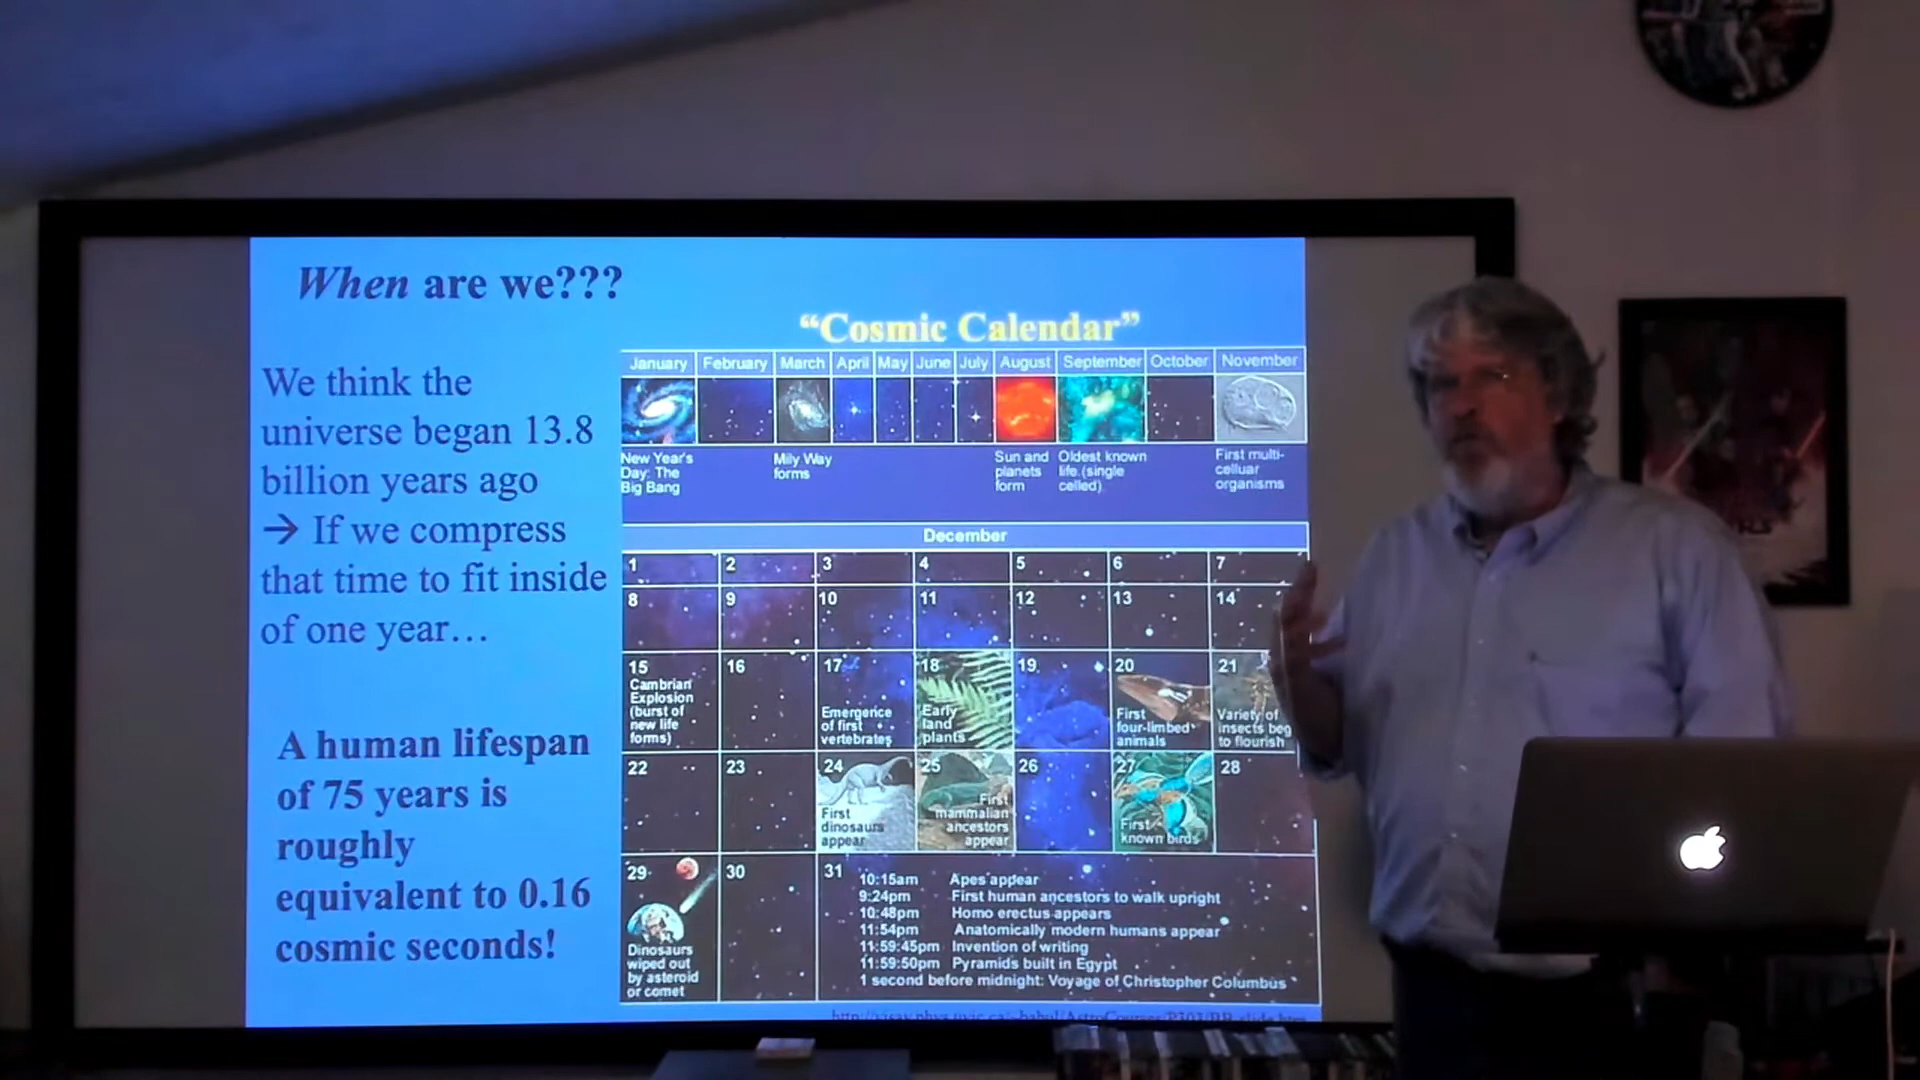 When are we???
“Cosmic Calendar”
We think the
universe began 13.8
billion years ago
→ If we compress
that time to fit inside
of one year…
A human lifespan
of 75 years is
roughly
equivalent to 0.16
cosmic seconds!
January February March April May June July August September October November
New Year's
Day: The
Big Bang
Mily Way
forms
Sun and
planets
form
Oldest known
life (single
celled)
First multi-
celluar
organisms
December
1 2 3 4 5 6 7
8 9 10 11 12 13 14
15 16 17 18 19 20 21
Cambrian
Explosion
(burst of
new life
forms)
Emergence
of first
vertebrates
Early
land
plants
First
four-limbed
animals
Variety of
insects beg
to flourish
22 23 24 25 26 27 28
First
dinosaurs
appear
First
mammalian
ancestors
appear
First
known birds
29 30 31
Dinosaurs
wiped out
by asteroid
or comet
10:15am Apes appear
9:24pm First human ancestors to walk upright
10:48pm Homo erectus appears
11:54pm Anatomically modern humans appear
11:59:45pm Invention of writing
11:59:50pm Pyramids built in Egypt
1 second before midnight: Voyage of Christopher Columbus